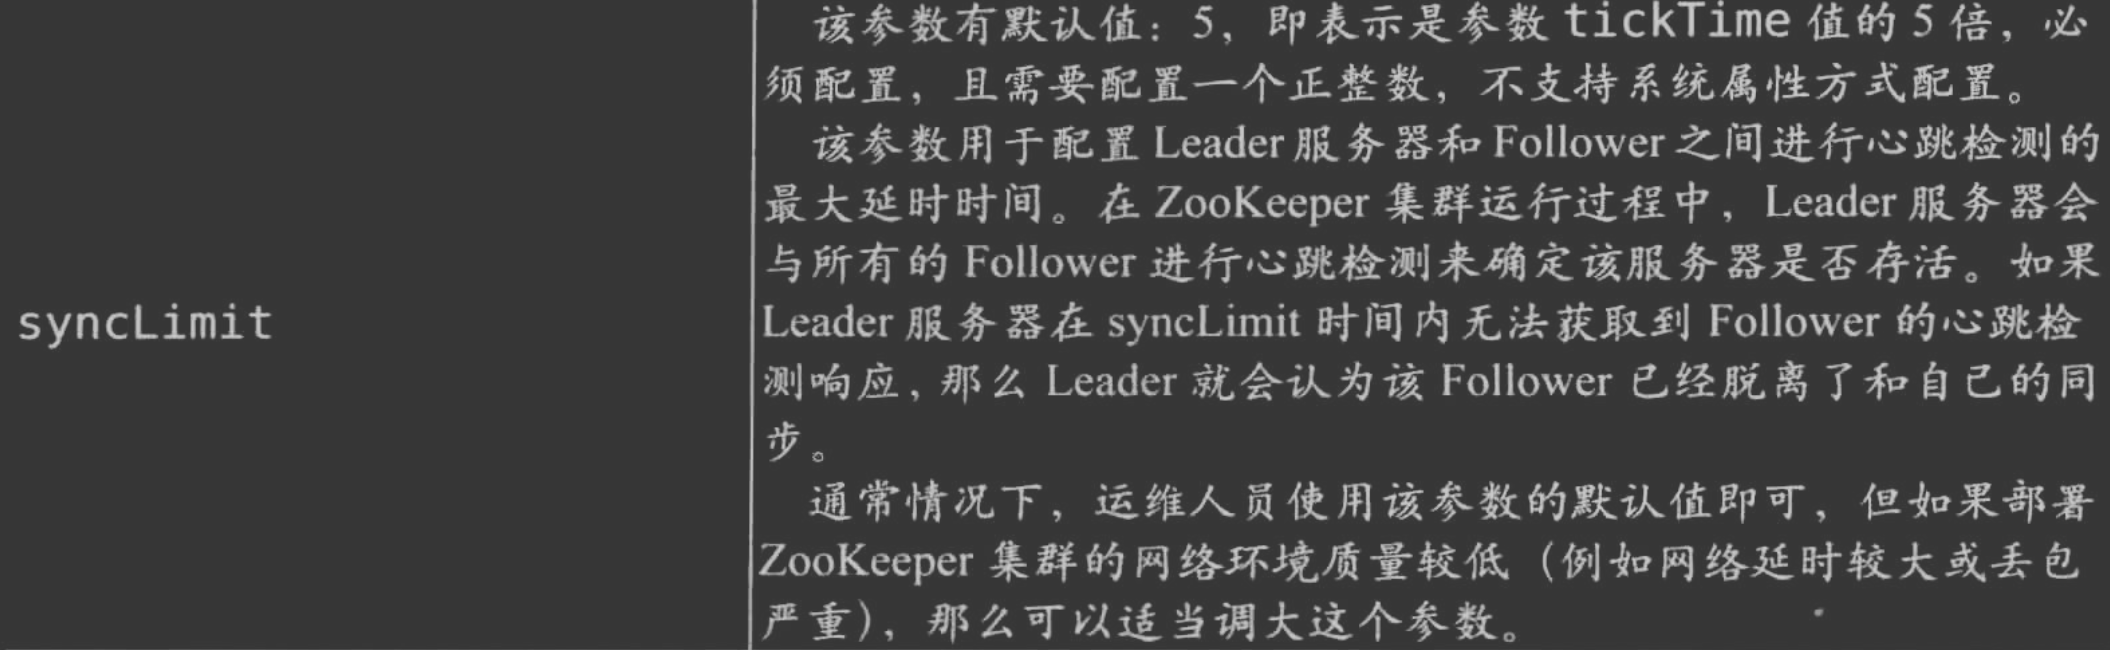 syncLimit
该参数有默认值：5，即表示是参数 tickTime 值的 5 倍，必
须配置，且需要配置一个正整数，不支持系统属性方式配置。
该参数用于配置 Leader 服务器和 Follower 之间进行心跳检测的
最大延时时间。在 ZooKeeper 集群运行过程中，Leader 服务器会
与所有的 Follower 进行心跳检测来确定该服务器是否存活。如果
Leader 服务器在 syncLimit 时间内无法获取到 Follower 的心跳检
测响应，那么 Leader 就会认为该 Follower 已经脱离了和自己的同
步。
通常情况下，运维人员使用该参数的默认值即可，但如果部署
ZooKeeper 集群的网络环境质量较低（例如网络延时较大或丢包
严重），那么可以适当调大这个参数。